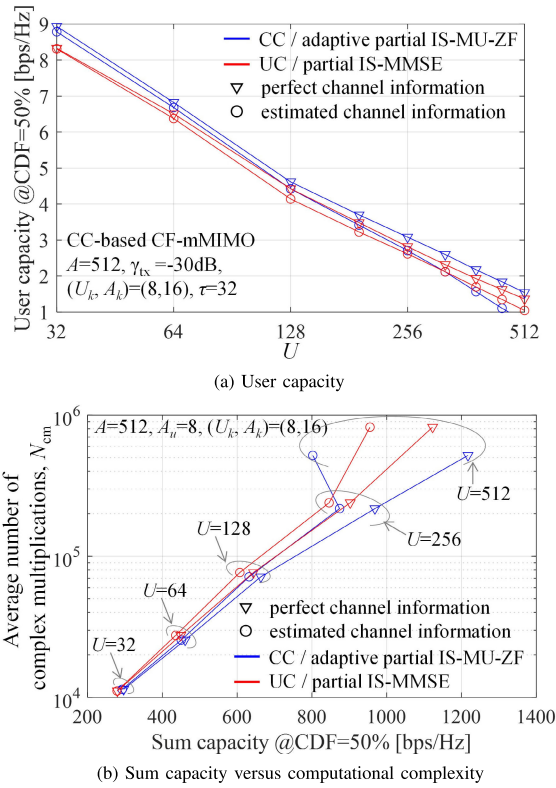 9
8
7
6
5
4
3
2
1
User capacity @CDF=50% [bps/Hz]
CC / adaptive partial IS-MU-ZF
UC / partial IS-MMSE
perfect channel information
estimated channel information
CC-based CF-mMIMO
A=512, γtx =-30dB,
(Uk, Ak)=(8,16), τ=32
32 64 128 256 512
U
(a) User capacity
10^6
10^5
10^4
Average number of
complex multiplications, Ncm
A=512, Au=8, (Uk, Ak)=(8,16)
U=512
U=256
U=128
U=64
U=32
perfect channel information
estimated channel information
CC / adaptive partial IS-MU-ZF
UC / partial IS-MMSE
200 400 600 800 1000 1200 1400
Sum capacity @CDF=50% [bps/Hz]
(b) Sum capacity versus computational complexity